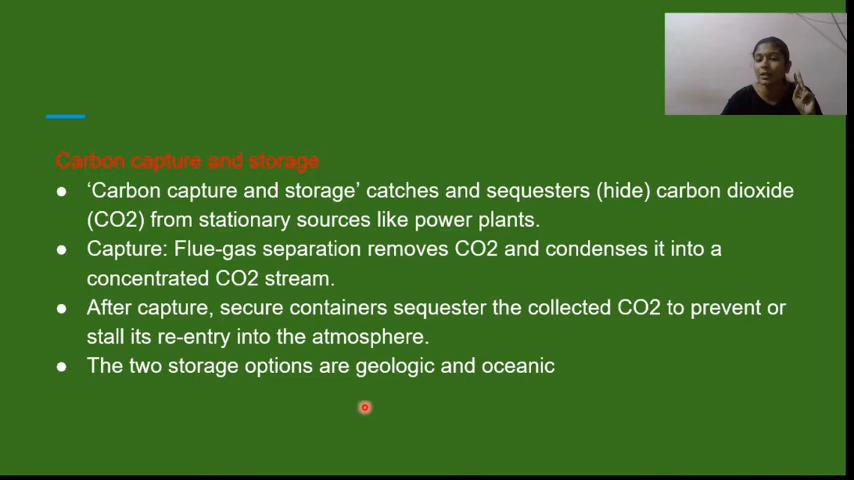 Carbon capture and storage
● ‘Carbon capture and storage’ catches and sequesters (hide) carbon dioxide
(CO2) from stationary sources like power plants.
● Capture: Flue-gas separation removes CO2 and condenses it into a
concentrated CO2 stream.
● After capture, secure containers sequester the collected CO2 to prevent or
stall its re-entry into the atmosphere.
● The two storage options are geologic and oceanic